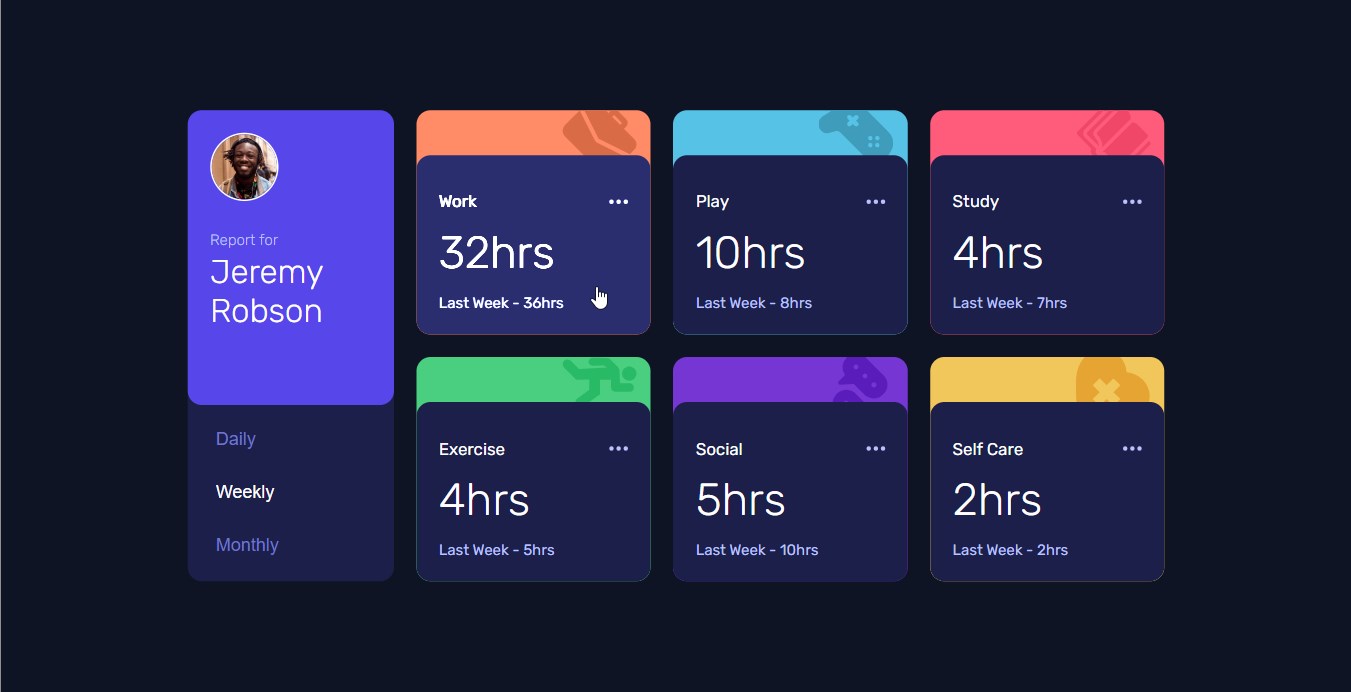 Report for
Jeremy
Robson
Daily
Weekly
Monthly
Work
32hrs
Last Week - 36hrs
Play
10hrs
Last Week - 8hrs
Study
4hrs
Last Week - 7hrs
Exercise
4hrs
Last Week - 5hrs
Social
5hrs
Last Week - 10hrs
Self Care
2hrs
Last Week - 2hrs